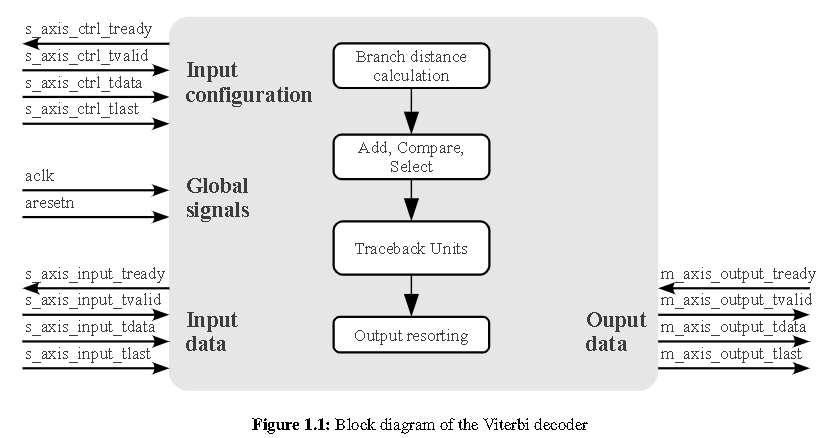 s_axis_ctrl_tready
s_axis_ctrl_tvalid
s_axis_ctrl_tdata
s_axis_ctrl_tlast
Input
configuration
Branch distance
calculation
Add, Compare,
Select
aclk
aresetn
Global
signals
Traceback Units
s_axis_input_tready
s_axis_input_tvalid
s_axis_input_tdata
s_axis_input_tlast
Input
data
Output resorting
Ouput
data
m_axis_output_tready
m_axis_output_tvalid
m_axis_output_tdata
m_axis_output_tlast
Figure 1.1: Block diagram of the Viterbi decoder